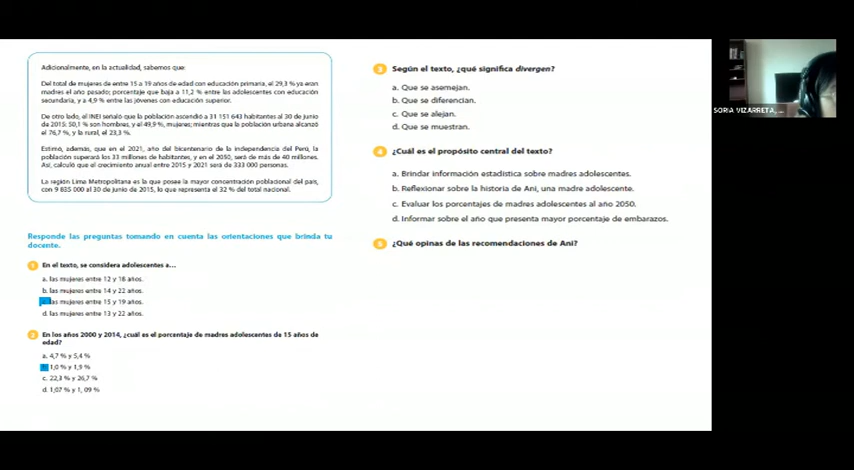 Adicionalmente, en la actualidad, sabemos que:
Del total de mujeres de entre 15 a 19 años de edad con educación primaria, el 29,3 % ya eran
madres el año pasado; porcentaje que baja a 11,2 % entre las adolescentes con educación
secundaria, y a 4,9 % entre las jóvenes con educación superior.
De otro lado, el INEI señaló que la población ascendió a 31 151 643 habitantes al 30 de junio
de 2015: 50,1 % son hombres, y el 49,9 %, mujeres; mientras que la población urbana alcanzó
el 76,7 %, y la rural, el 23,3 %.
Estimó, además, que en el 2021, año del bicentenario de la independencia del Perú, la
población superará los 33 millones de habitantes, y en el 2050, será de más de 40 millones.
Así, calculó que el crecimiento anual entre 2015 y 2021 será de 333 000 personas.
La región Lima Metropolitana es la que posee la mayor concentración poblacional del país,
con 9 835 000 al 30 de junio de 2015, lo que representa el 32 % del total nacional.
Responde las preguntas tomando en cuenta las orientaciones que brinda tu
docente.
1 En el texto, se considera adolescentes a...
a. las mujeres entre 12 y 18 años.
b. las mujeres entre 14 y 22 años.
las mujeres entre 15 y 19 años.
d. las mujeres entre 13 y 22 años.
2 En los años 2000 y 2014, ¿cuál es el porcentaje de madres adolescentes de 15 años de
edad?
a. 4,7 % y 5,4 %
1,0 % y 1,9 %
c. 22,3 % y 26,7 %
d. 1,07 % y 1, 09 %
3 Según el texto, ¿qué significa divergen?
a. Que se asemejan.
b. Que se diferencian.
c. Que se alejan.
d. Que se muestran.
4 ¿Cuál es el propósito central del texto?
a. Brindar información estadística sobre madres adolescentes.
b. Reflexionar sobre la historia de Ani, una madre adolescente.
c. Evaluar los porcentajes de madres adolescentes al año 2050.
d. Informar sobre el año que presenta mayor porcentaje de embarazos.
5 ¿Qué opinas de las recomendaciones de Ani?
SORIA VIZARRETA, ...